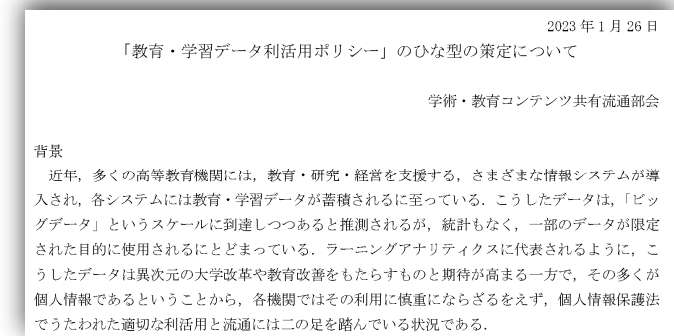 2023 年 1 月 26 日
「教育・学習データ利活用ポリシー」のひな型の策定について
学術・教育コンテンツ共有流通部会
背景
近年，多くの高等教育機関には，教育・研究・経営を支援する，さまざまな情報システムが導
入され，各システムには教育・学習データが蓄積されるに至っている．こうしたデータは，「ビッ
グデータ」というスケールに到達しつつあると推測されるが，統計もなく，一部のデータが限定
された目的に使用されるにとどまっている．ラーニングアナリティクスに代表されるように，こ
うしたデータは異次元の大学改革や教育改善をもたらすものと期待が高まる一方で，その多くが
個人情報であるということから，各機関ではその利用に慎重にならざるをえず，個人情報保護法
でうたわれた適切な利活用と流通には二の足を踏んでいる状況である．